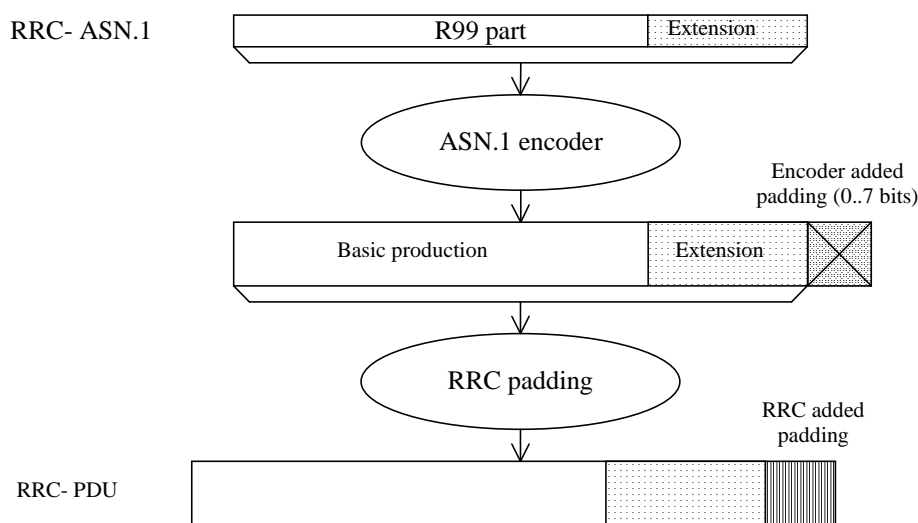 RRC- ASN.1
R99 part
Extension
ASN.1 encoder
Encoder added
padding (0..7 bits)
Basic production
Extension
RRC padding
RRC added
padding
RRC- PDU